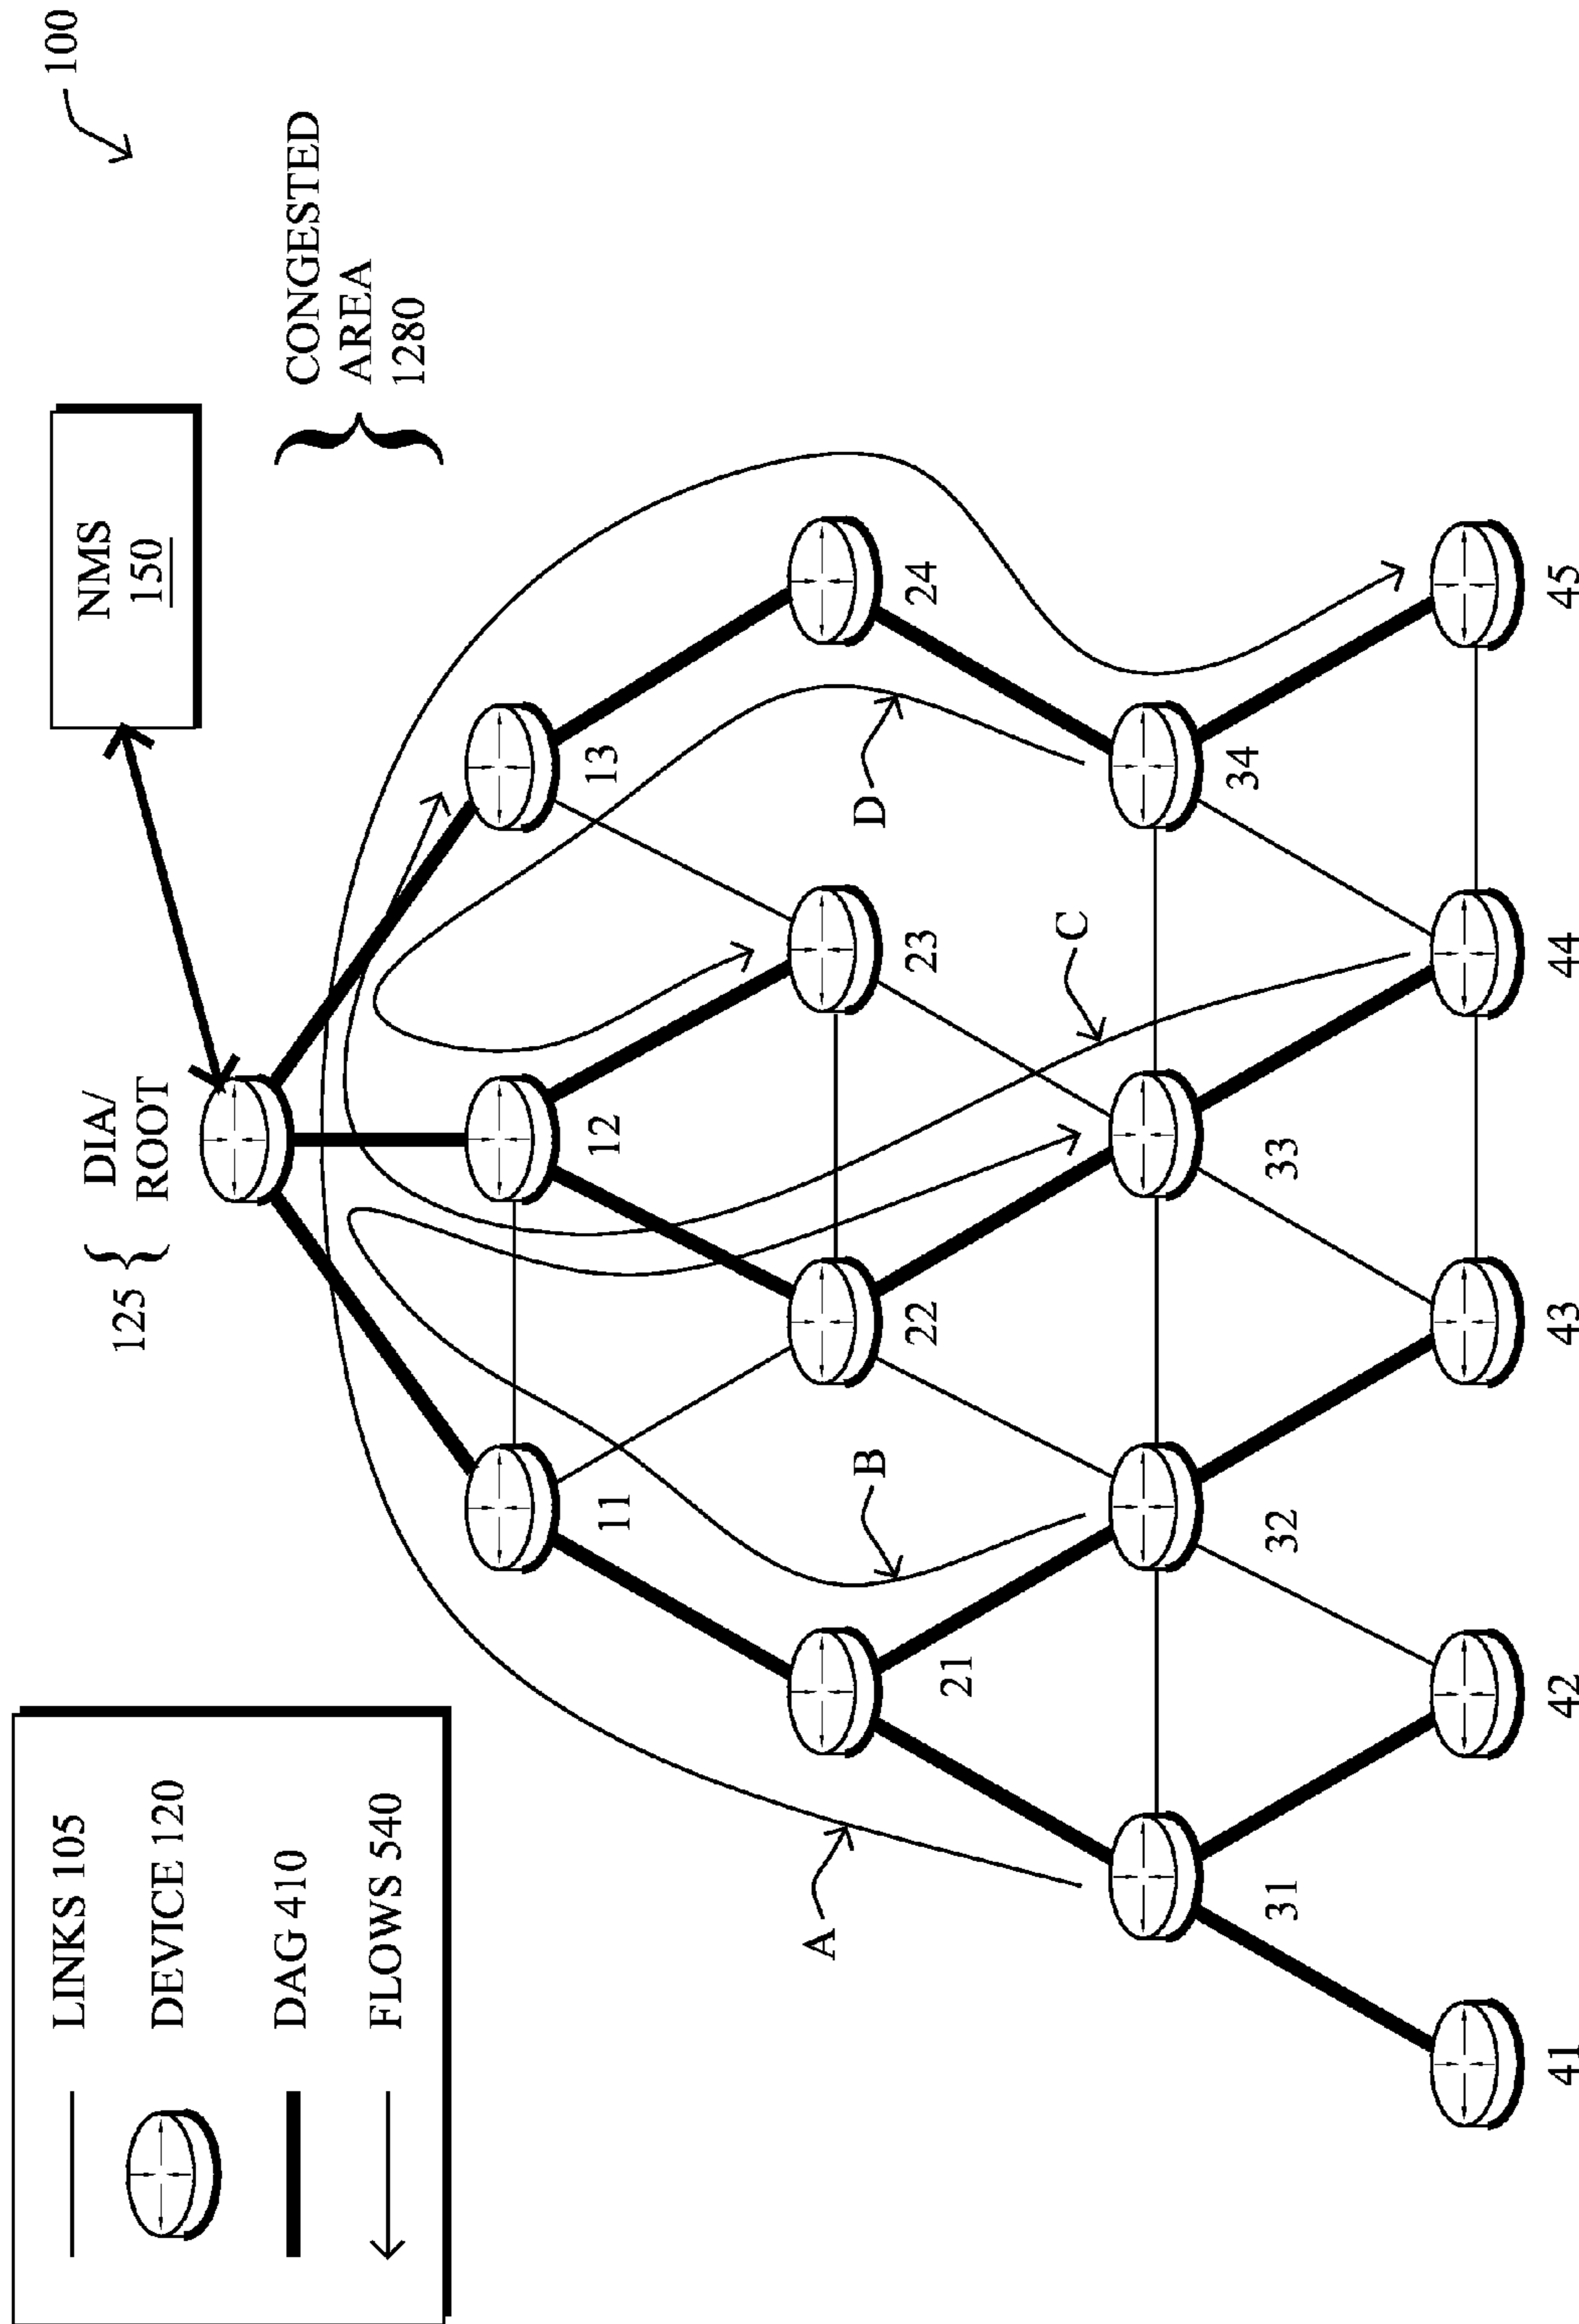 LINKS 105
DEVICE 120
DAG 410
FLOWS 540
100
NMS
150
125 { DIA/
ROOT
} CONGESTED
AREA
1280
11
12
13
21
22
23
24
A
B
C
D
31
32
33
34
41
42
43
44
45